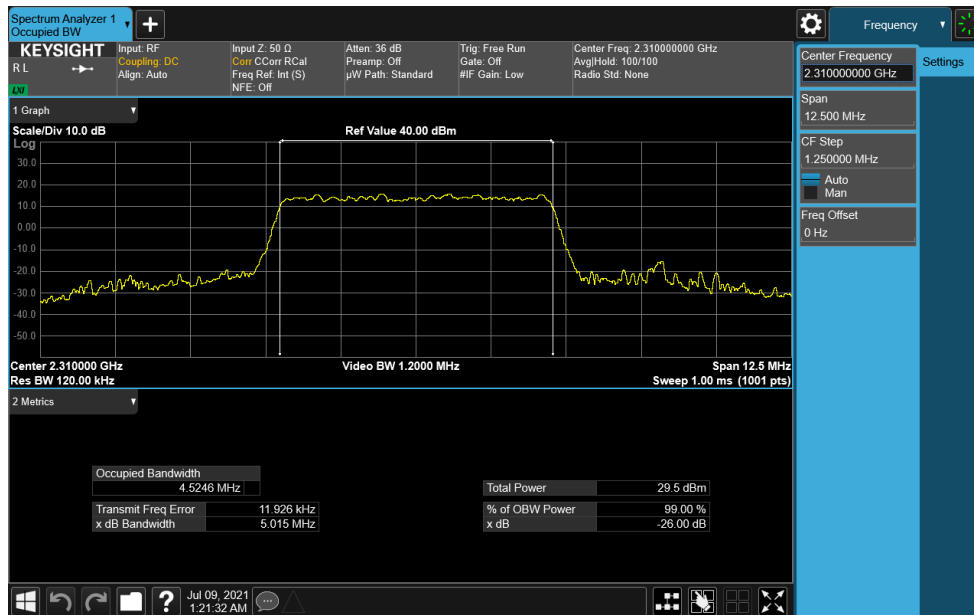 Spectrum Analyzer 1
Occupied BW
Frequency
KEYSIGHT
R L
LXI
Input: RF
Coupling: DC
Align: Auto
Input Z: 50 Ω
Corr CCorr RCal
Freq Ref: Int (S)
NFE: Off
Atten: 36 dB
Preamp: Off
µW Path: Standard
Trig: Free Run
Gate: Off
#IF Gain: Low
Center Freq: 2.310000000 GHz
Avg|Hold: 100/100
Radio Std: None
Center Frequency
2.310000000 GHz
Settings
Span
12.500 MHz
CF Step
1.250000 MHz
Auto
Man
Freq Offset
0 Hz
1 Graph
Scale/Div 10.0 dB
Ref Value 40.00 dBm
Log
30.0
20.0
10.0
0.00
-10.0
-20.0
-30.0
-40.0
-50.0
Center 2.310000 GHz
Video BW 1.2000 MHz
Span 12.5 MHz
Res BW 120.00 kHz
Sweep 1.00 ms (1001 pts)
2 Metrics
Occupied Bandwidth
4.5246 MHz
Total Power 29.5 dBm
Transmit Freq Error 11.926 kHz
% of OBW Power 99.00 %
x dB Bandwidth 5.015 MHz
x dB -26.00 dB
?
Jul 09, 2021
1:21:32 AM